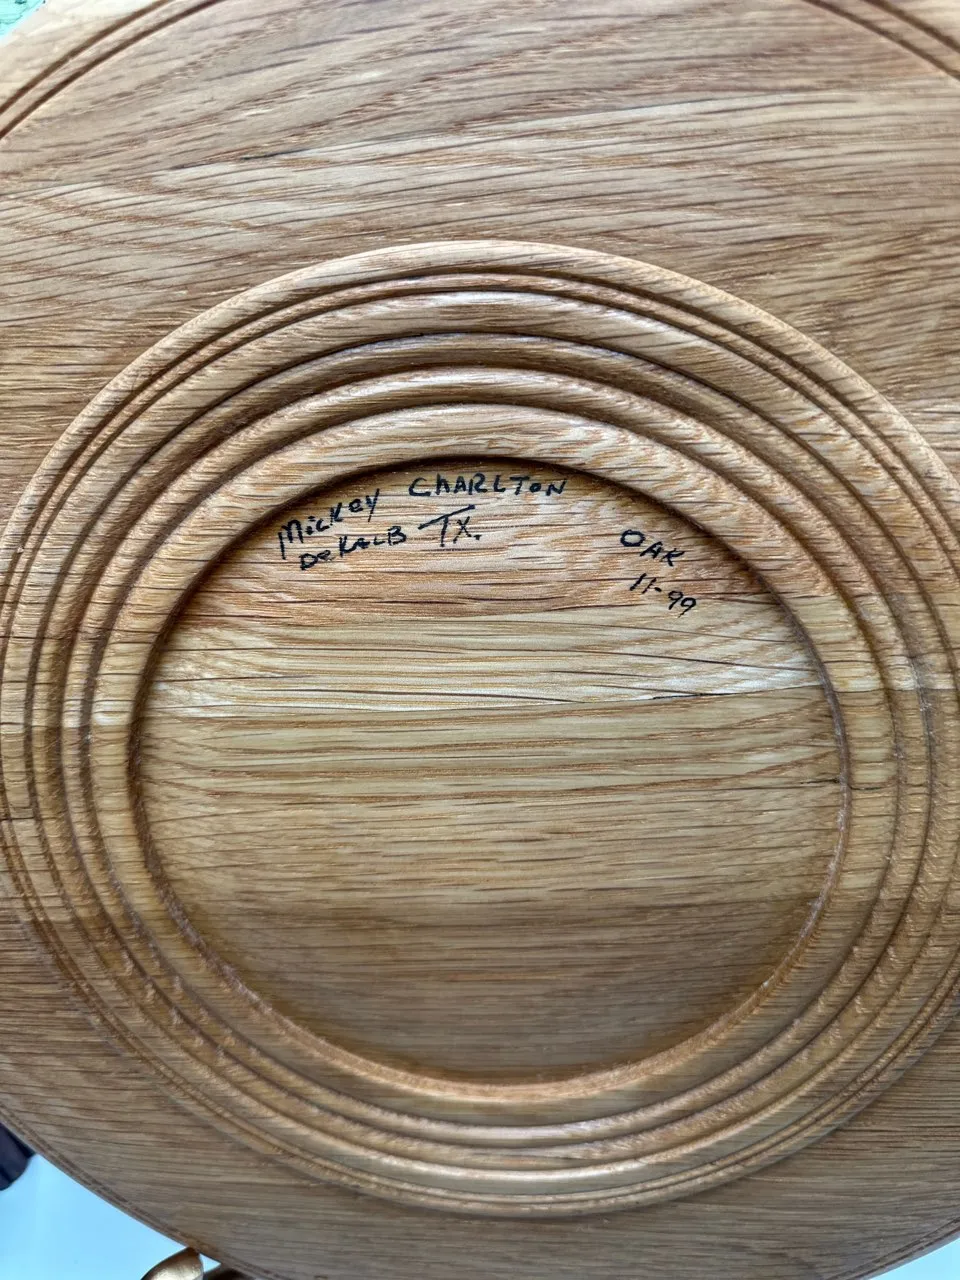 MicKey CHARLTON
DeKALB TX.
OAK
11-99